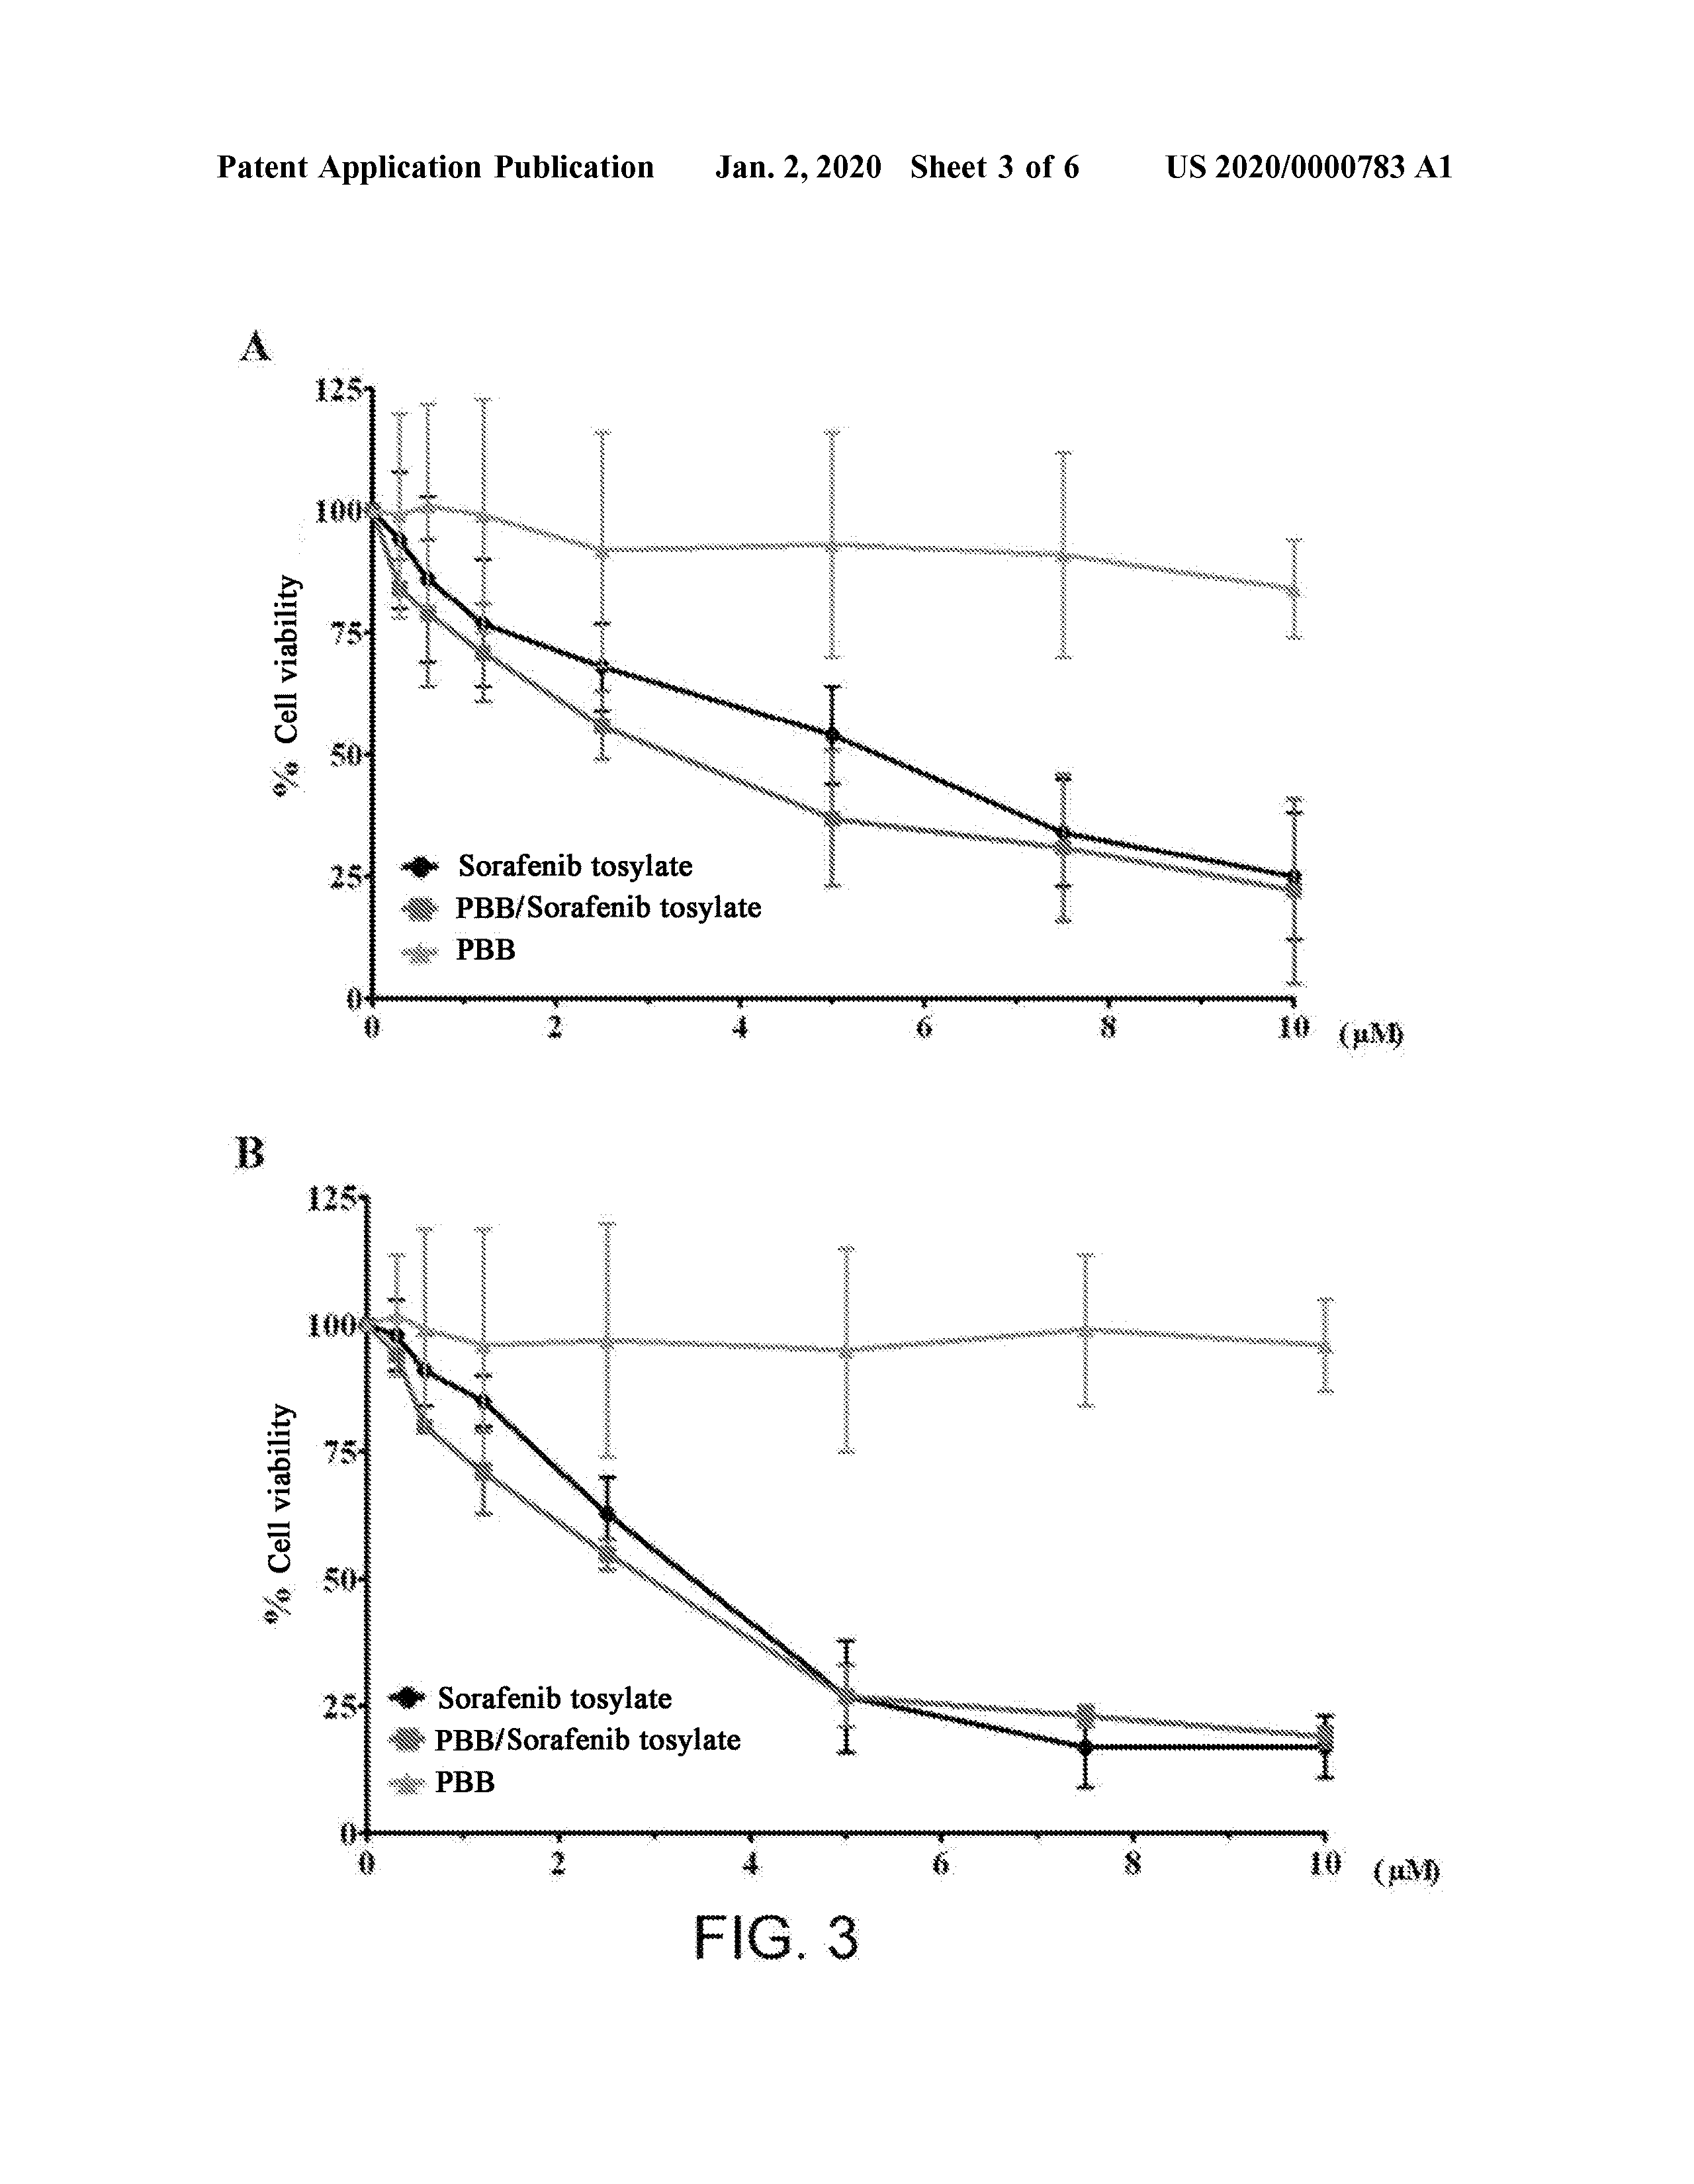 Patent Application Publication Jan. 2, 2020 Sheet 3 of 6 US 2020/0000783 A1
A
125
100
75
50
25
0
% Cell viability
Sorafenib tosylate
PBB/Sorafenib tosylate
PBB
0 2 4 6 8 10 (µM)
B
125
100
75
50
25
0
% Cell viability
Sorafenib tosylate
PBB/Sorafenib tosylate
PBB
0 2 4 6 8 10 (µM)
FIG. 3